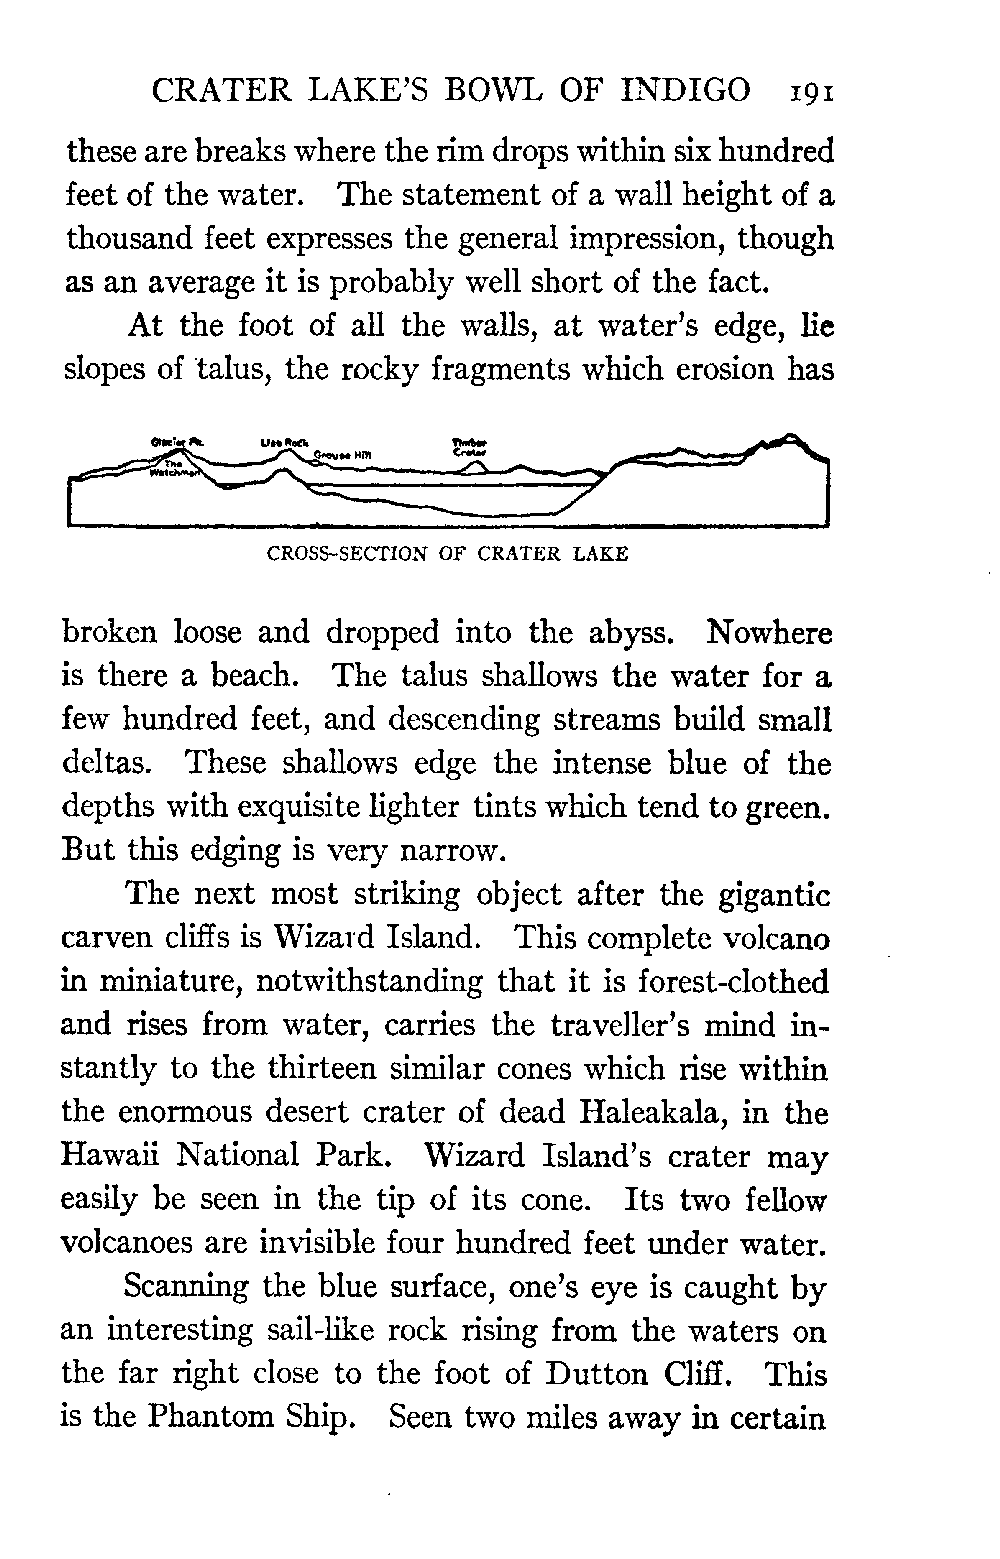 CRATER LAKE'S BOWL OF INDIGO 191
these are breaks where the rim drops within six hundred
feet of the water. The statement of a wall height of a
thousand feet expresses the general impression, though
as an average it is probably well short of the fact.
At the foot of all the walls, at water's edge, lie
slopes of talus, the rocky fragments which erosion has
Glacier Pk.
The
Watchman
Llao Rock
Grouse Hill
Timber
Crater
CROSS-SECTION OF CRATER LAKE
broken loose and dropped into the abyss. Nowhere
is there a beach. The talus shallows the water for a
few hundred feet, and descending streams build small
deltas. These shallows edge the intense blue of the
depths with exquisite lighter tints which tend to green.
But this edging is very narrow.
The next most striking object after the gigantic
carven cliffs is Wizard Island. This complete volcano
in miniature, notwithstanding that it is forest-clothed
and rises from water, carries the traveller's mind in-
stantly to the thirteen similar cones which rise within
the enormous desert crater of dead Haleakala, in the
Hawaii National Park. Wizard Island's crater may
easily be seen in the tip of its cone. Its two fellow
volcanoes are invisible four hundred feet under water.
Scanning the blue surface, one's eye is caught by
an interesting sail-like rock rising from the waters on
the far right close to the foot of Dutton Cliff. This
is the Phantom Ship. Seen two miles away in certain